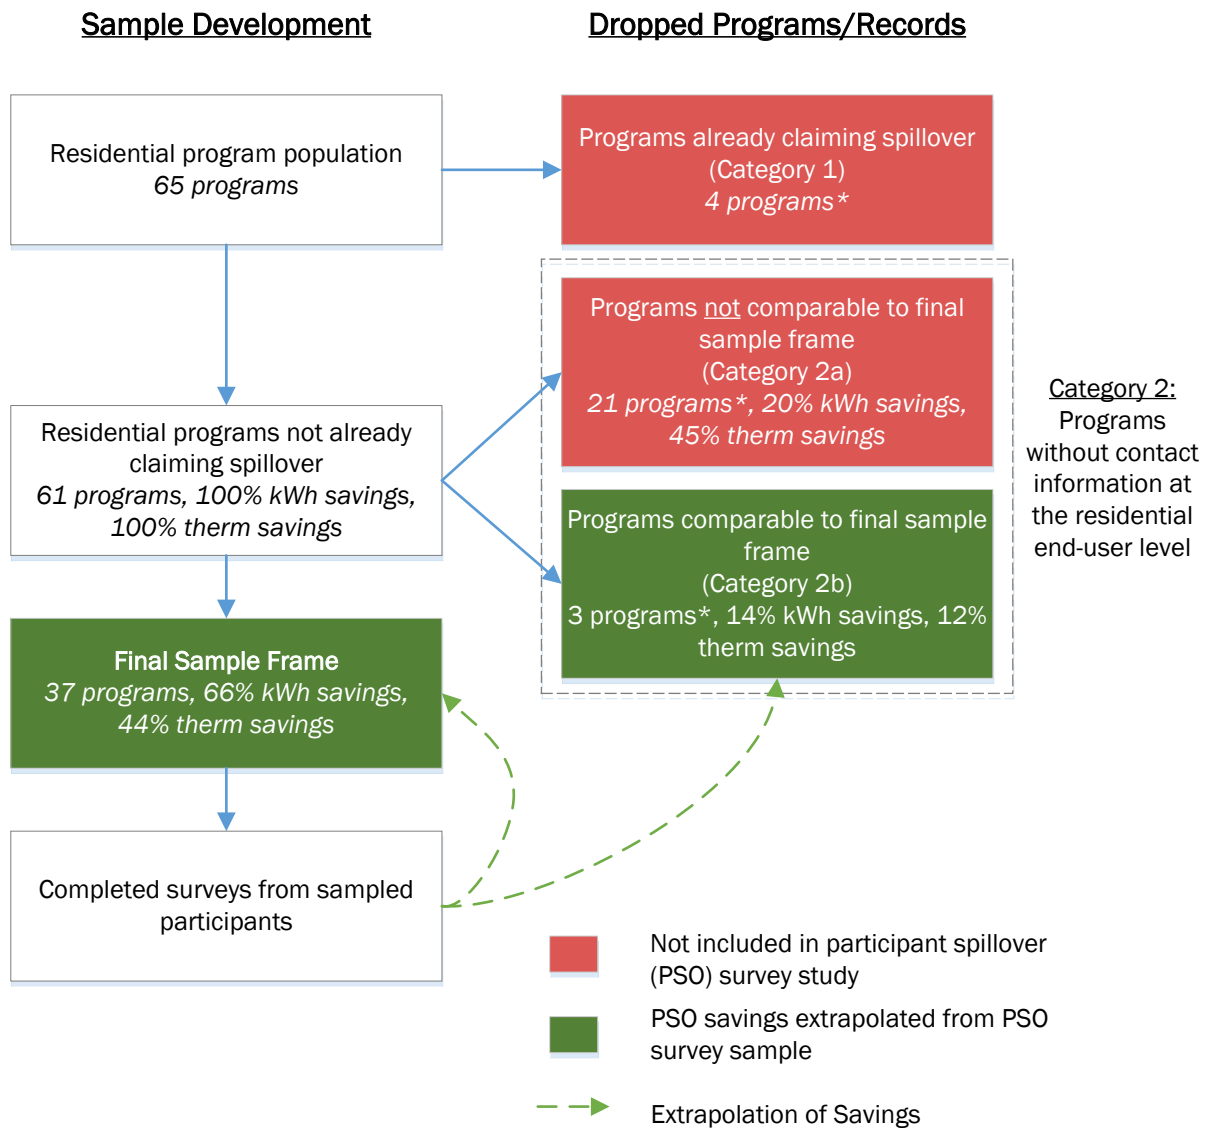 Sample Development
Dropped Programs/Records
Residential program population
65 programs
Programs already claiming spillover
(Category 1)
4 programs*
Programs not comparable to final
sample frame
(Category 2a)
21 programs*, 20% kWh savings,
45% therm savings
Category 2:
Programs
without contact
information at
the residential
end-user level
Residential programs not already
claiming spillover
61 programs, 100% kWh savings,
100% therm savings
Programs comparable to final sample
frame
(Category 2b)
3 programs*, 14% kWh savings, 12%
therm savings
Final Sample Frame
37 programs, 66% kWh savings,
44% therm savings
Completed surveys from sampled
participants
Not included in participant spillover
(PSO) survey study
PSO savings extrapolated from PSO
survey sample
Extrapolation of Savings